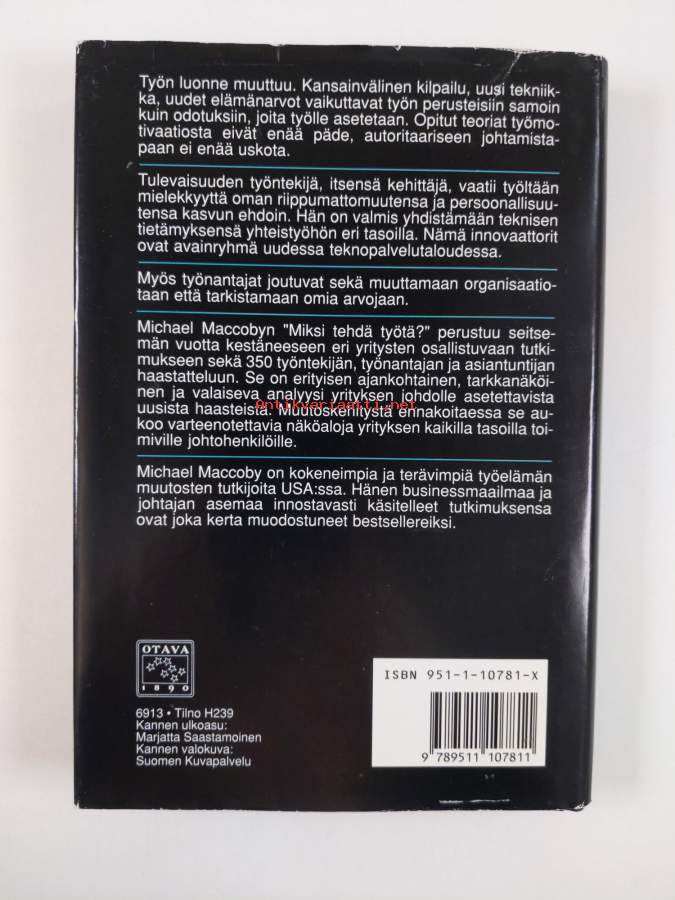 Työn luonne muuttuu. Kansainvälinen kilpailu, uusi tekniik-
ka, uudet elämänarvot vaikuttavat työn perusteisiin samoin
kuin odotuksiin, joita työlle asetetaan. Opitut teoriat työmo-
tivaatiosta eivät enää päde, autoritaariseen johtamista-
paan ei enää uskota.
Tulevaisuuden työntekijä, itsensä kehittäjä, vaatii työltään
mielekkyyttä oman riippumattomuutensa ja persoonallisuu-
tensa kasvun ehdoin. Hän on valmis yhdistämään teknisen
tietämyksensä yhteistyöhön eri tasoilla. Nämä innovaattorit
ovat avainryhmä uudessa teknopalvelutaloudessa.
Myös työnantajat joutuvat sekä muuttamaan organisaatio-
taan että tarkistamaan omia arvojaan.
Michael Maccobyn "Miksi tehdä työtä?" perustuu seitse-
män vuotta kestäneeseen eri yritysten osallistuvaan tutki-
mukseen sekä 350 työntekijän, työnantajan ja asiantuntijan
haastatteluun. Se on erityisen ajankohtainen, tarkkanäköi-
nen ja valaiseva analyysi yrityksen johdolle asetettavista
uusista haasteista. Muutoskehitystä ennakoitaessa se au-
Antikvariaatti.net
koo varteenotettavia näköaloja yrityksen kaikilla tasoilla toi-
miville johtohenkilöille.
Michael Maccoby on kokeneimpia ja terävimpiä työelämän
muutosten tutkijoita USA:ssa. Hänen businessmaailmaa ja
johtajan asemaa innostavasti käsitelleet tutkimuksensa
ovat joka kerta muodostuneet bestsellereiksi.
OTAVA
1890
6913 • Tilno H239
Kannen ulkoasu:
Marjatta Saastamoinen
Kannen valokuva:
Suomen Kuvapalvelu
ISBN 951-1-10781-X
9 789511 107811